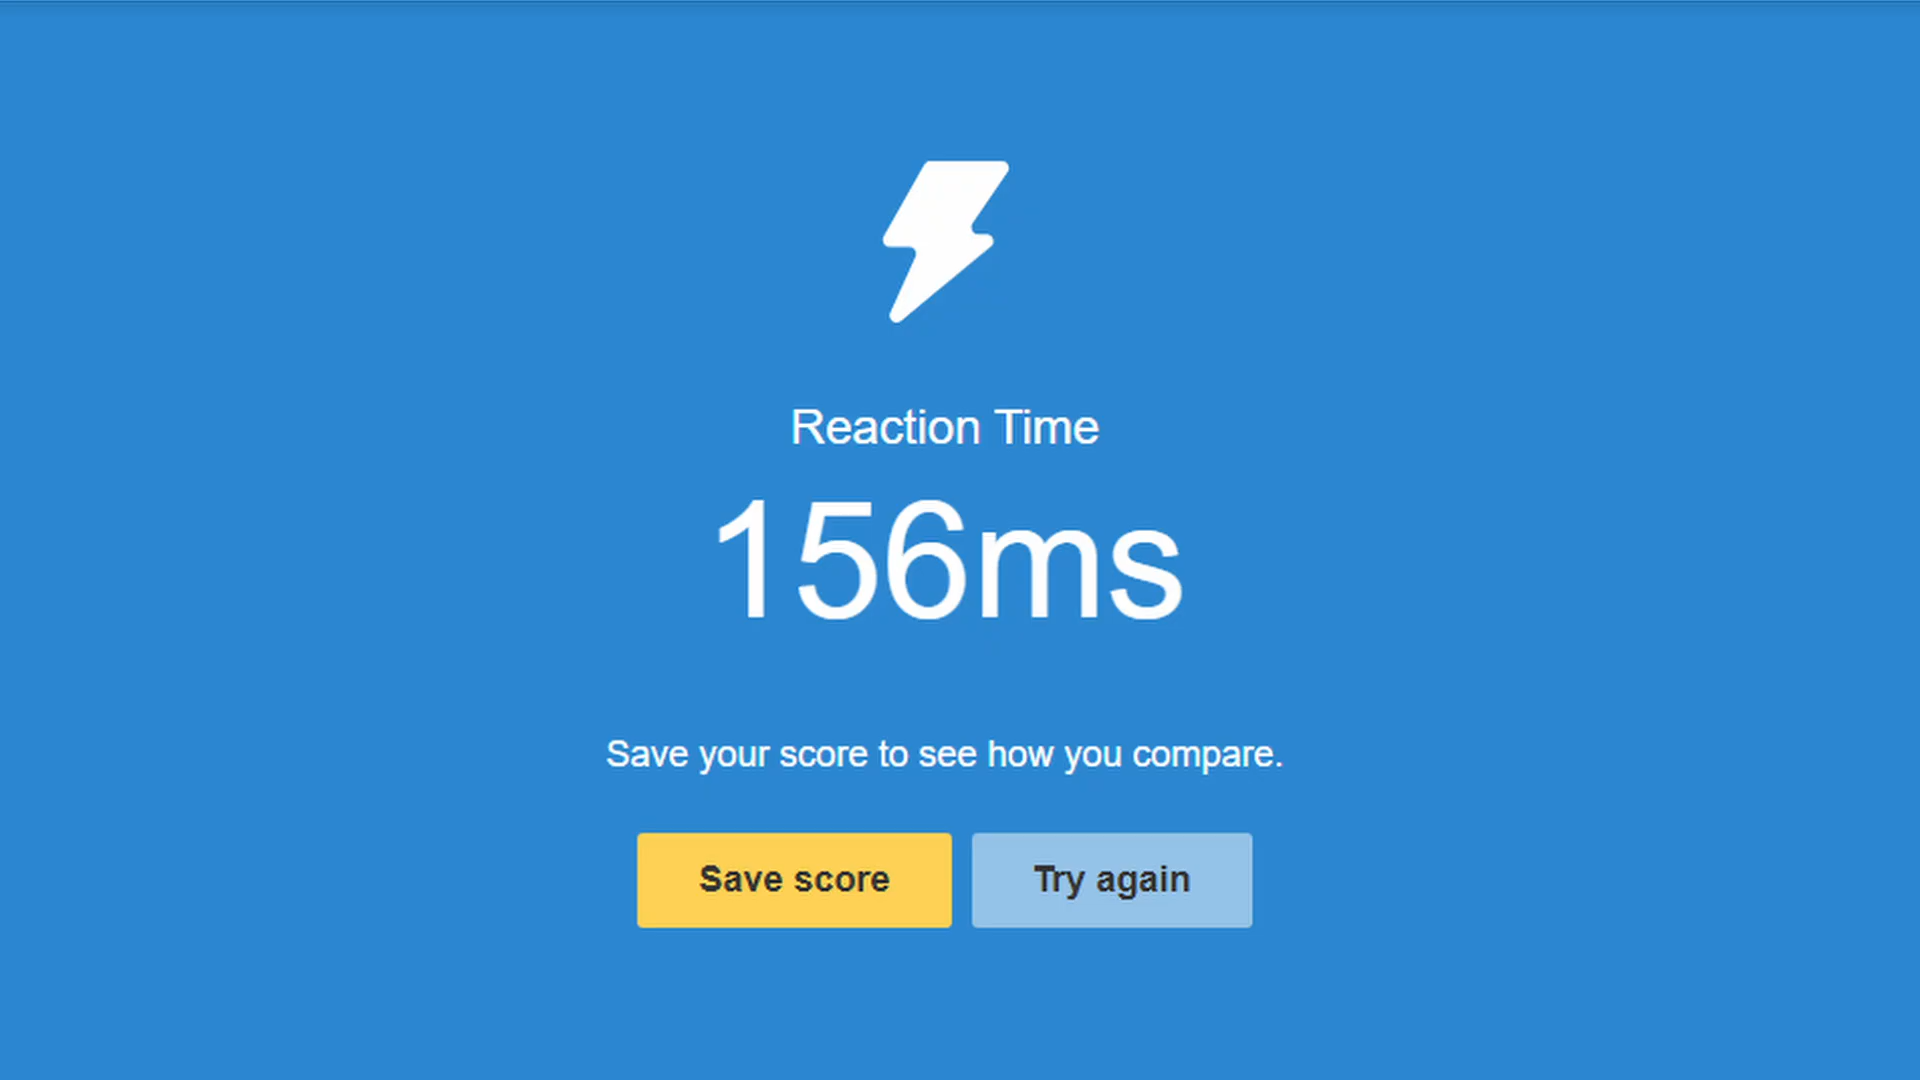 Reaction Time
156ms
Save your score to see how you compare.
Save score
Try again